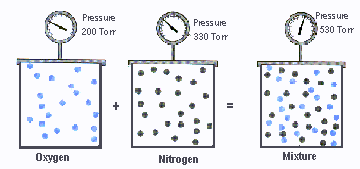 Pressure
200 Torr
Pressure
330 Torr
Pressure
530 Torr
+
=
Oxygen
Nitrogen
Mixture